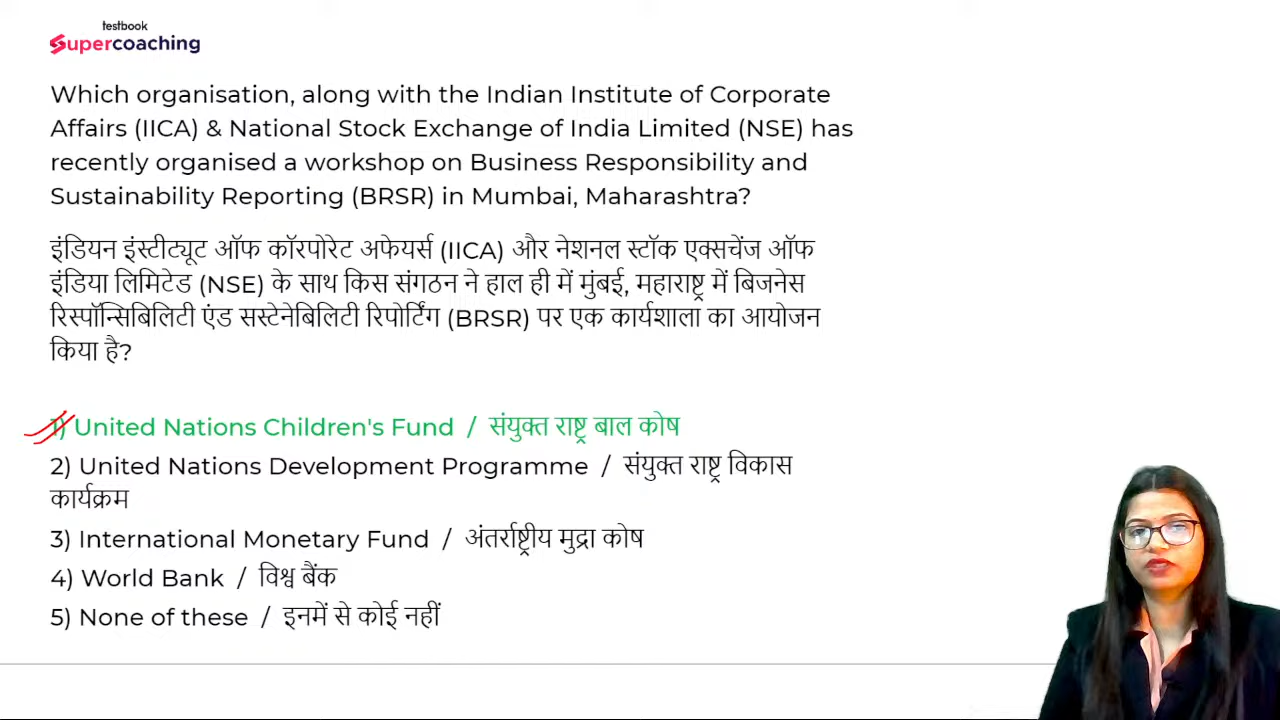 testbook
Supercoaching
Which organisation, along with the Indian Institute of Corporate
Affairs (IICA) & National Stock Exchange of India Limited (NSE) has
recently organised a workshop on Business Responsibility and
Sustainability Reporting (BRSR) in Mumbai, Maharashtra?
इंडियन इंस्टीट्यूट ऑफ कॉरपोरेट अफेयर्स (IICA) और नेशनल स्टॉक एक्सचेंज ऑफ
इंडिया लिमिटेड (NSE) के साथ किस संगठन ने हाल ही में मुंबई, महाराष्ट्र में बिजनेस
रिस्पॉन्सिबिलिटी एंड सस्टेनेबिलिटी रिपोर्टिंग (BRSR) पर एक कार्यशाला का आयोजन
किया है?
1) United Nations Children's Fund / संयुक्त राष्ट्र बाल कोष
2) United Nations Development Programme / संयुक्त राष्ट्र विकास
कार्यक्रम
3) International Monetary Fund / अंतर्राष्ट्रीय मुद्रा कोष
4) World Bank / विश्व बैंक
5) None of these / इनमें से कोई नहीं